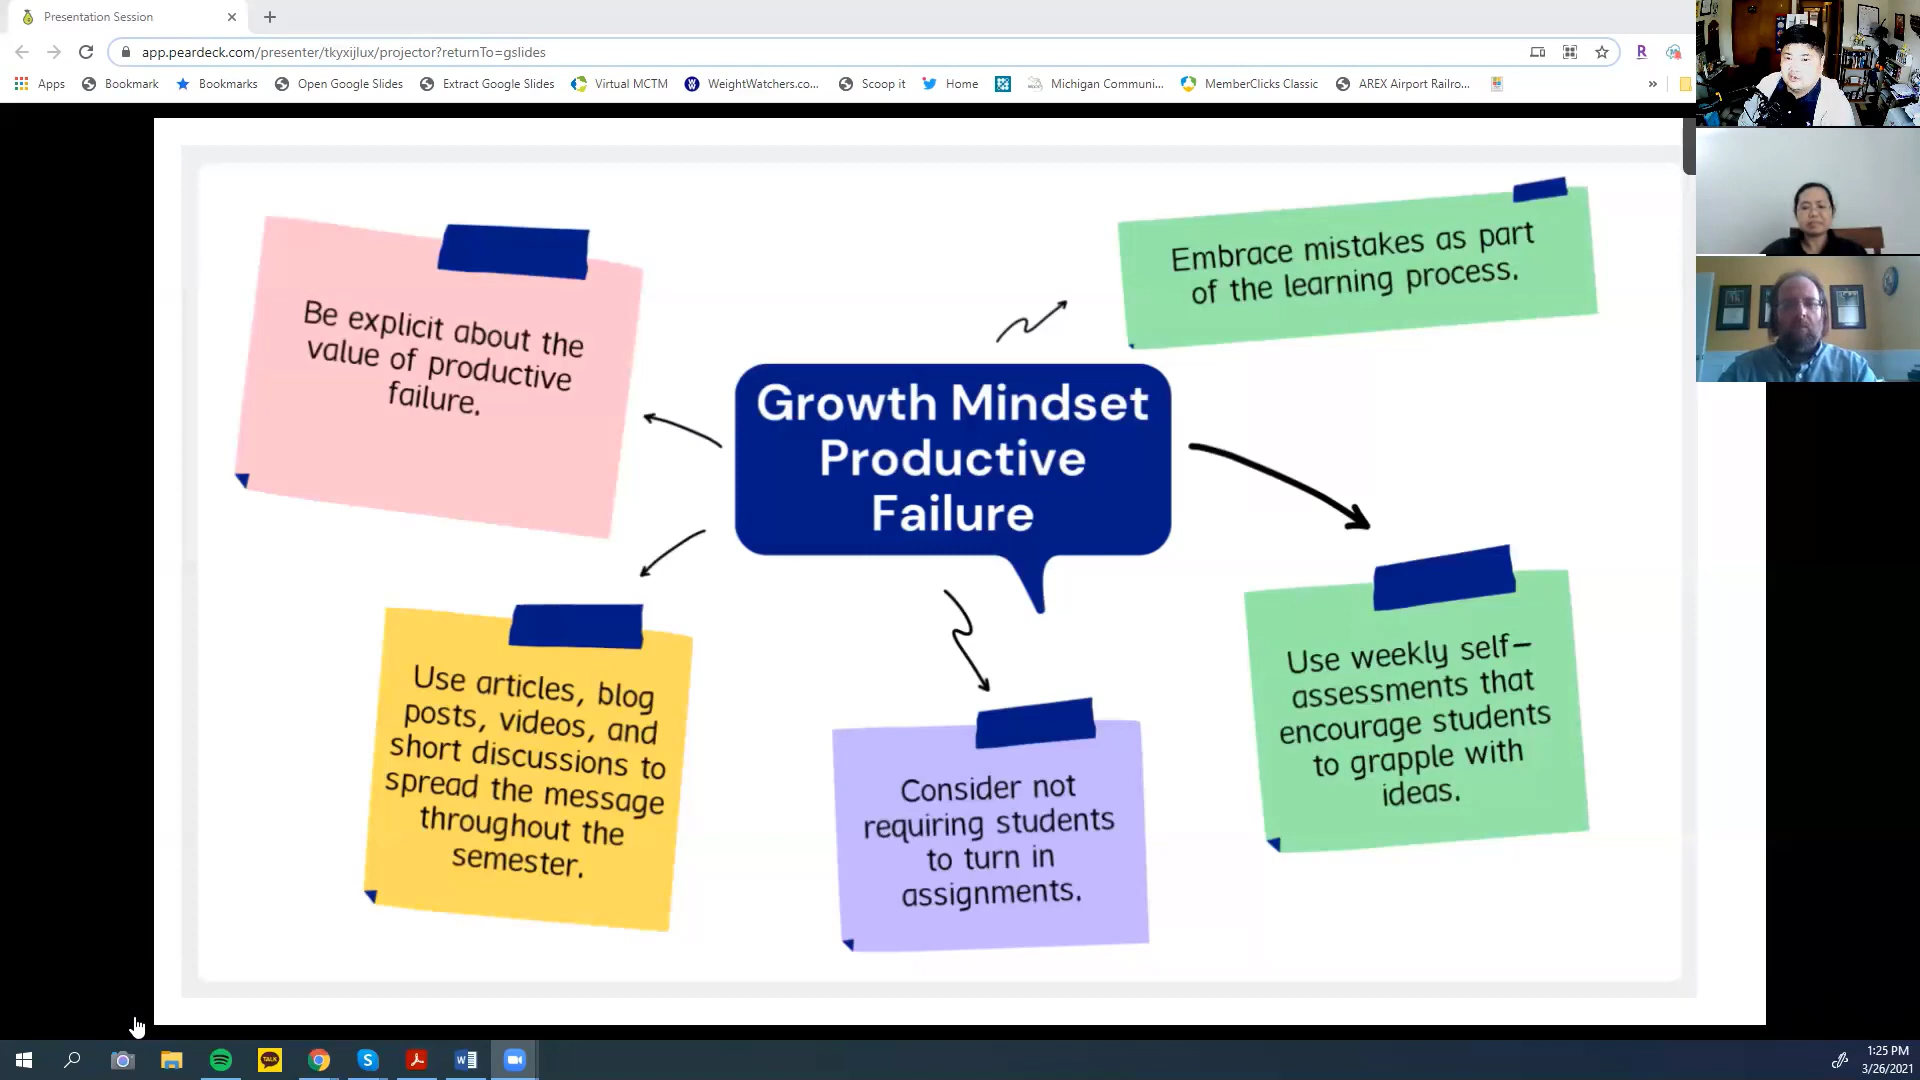 Presentation Session
app.peardeck.com/presenter/tkyxijlux/projector?returnTo=gslides
Apps Bookmark Bookmarks Open Google Slides Extract Google Slides Virtual MCTM WeightWatchers.co... Scoop it Home Michigan Communi... MemberClicks Classic AREX Airport Railro... »
Embrace mistakes as part
of the learning process.
Be explicit about the
value of productive
failure.
Growth Mindset
Productive
Failure
Use articles, blog
posts, videos, and
short discussions to
spread the message
throughout the
semester.
Consider not
requiring students
to turn in
assignments.
Use weekly self-
assessments that
encourage students
to grapple with
ideas.
TALK
1:25 PM
3/26/2021